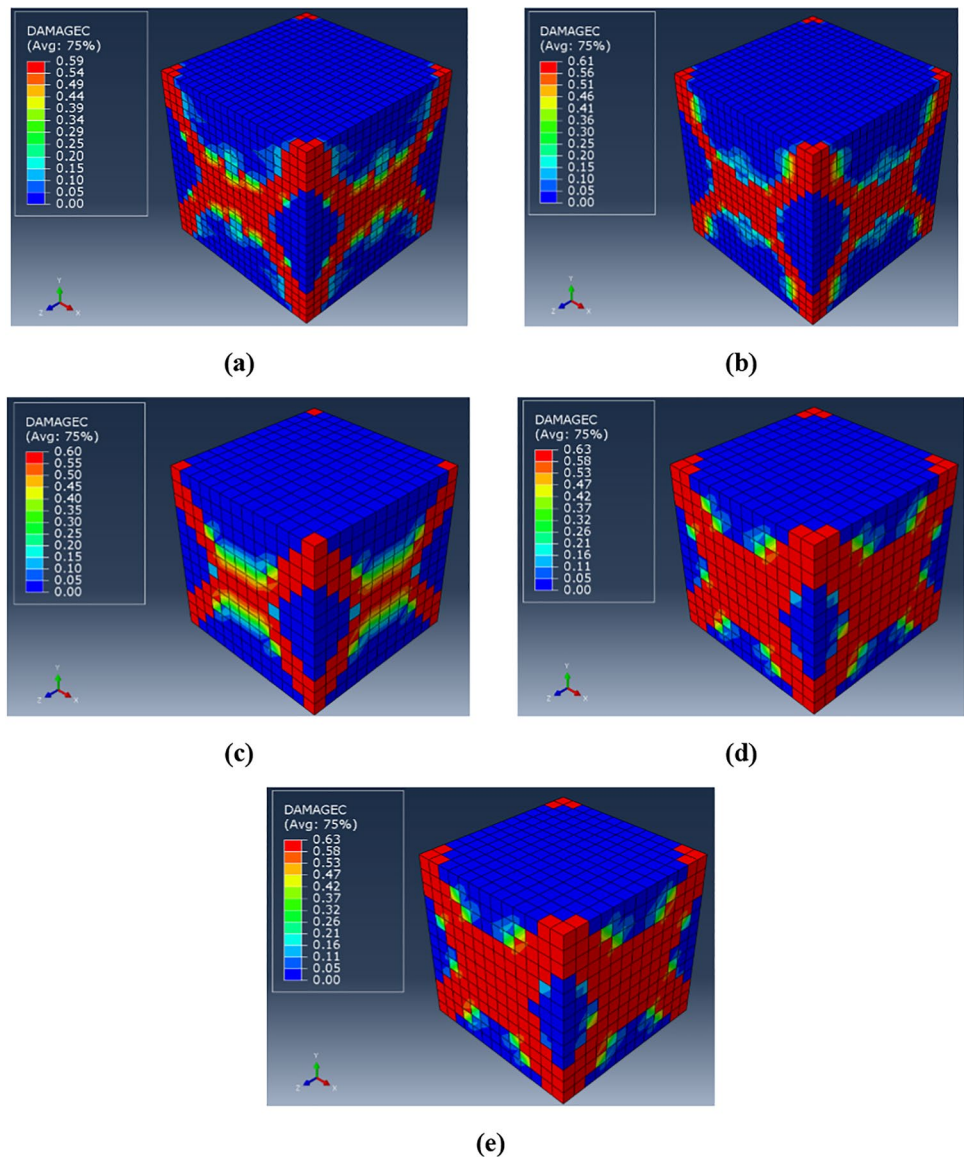 DAMAGEC
(Avg: 75%)
0.59
0.54
0.49
0.44
0.39
0.34
0.29
0.25
0.20
0.15
0.10
0.05
0.00
Y
Z
X
(a)
DAMAGEC
(Avg: 75%)
0.61
0.56
0.51
0.46
0.41
0.36
0.31
0.25
0.20
0.15
0.10
0.05
0.00
Y
Z
X
(b)
DAMAGEC
(Avg: 75%)
0.60
0.55
0.50
0.45
0.40
0.35
0.30
0.25
0.20
0.15
0.10
0.05
0.00
Y
Z
X
(c)
DAMAGEC
(Avg: 75%)
0.63
0.58
0.53
0.47
0.42
0.37
0.32
0.26
0.21
0.16
0.11
0.05
0.00
Y
Z
X
(d)
DAMAGEC
(Avg: 75%)
0.63
0.58
0.53
0.47
0.42
0.37
0.32
0.26
0.21
0.16
0.11
0.05
0.00
Y
Z
X
(e)